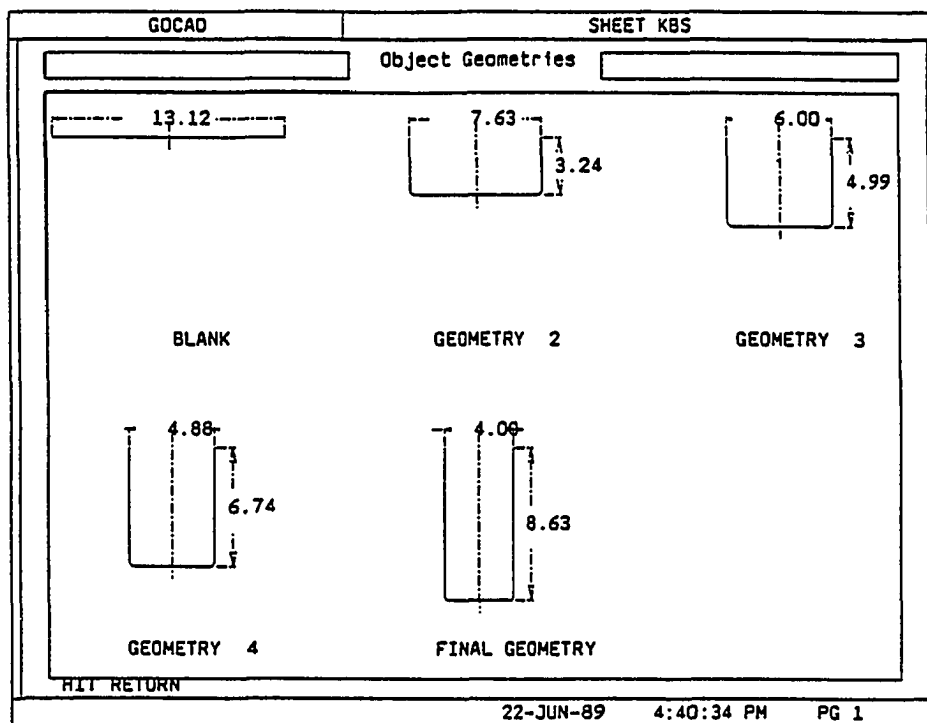 GOCAD SHEET KBS
Object Geometries
13.12 7.63 6.00
3.24 4.99
BLANK GEOMETRY 2 GEOMETRY 3
4.88 4.00
6.74 8.63
GEOMETRY 4 FINAL GEOMETRY
HIT RETURN
22-JUN-89 4:40:34 PM PG 1